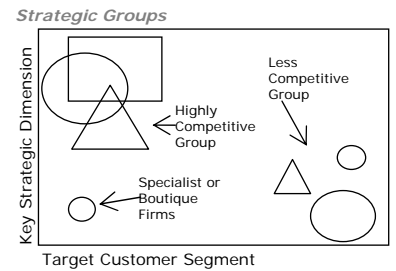 Strategic Groups
Key Strategic Dimension
Less
Competitive
Group
Highly
Competitive
Group
Specialist or
Boutique
Firms
Target Customer Segment